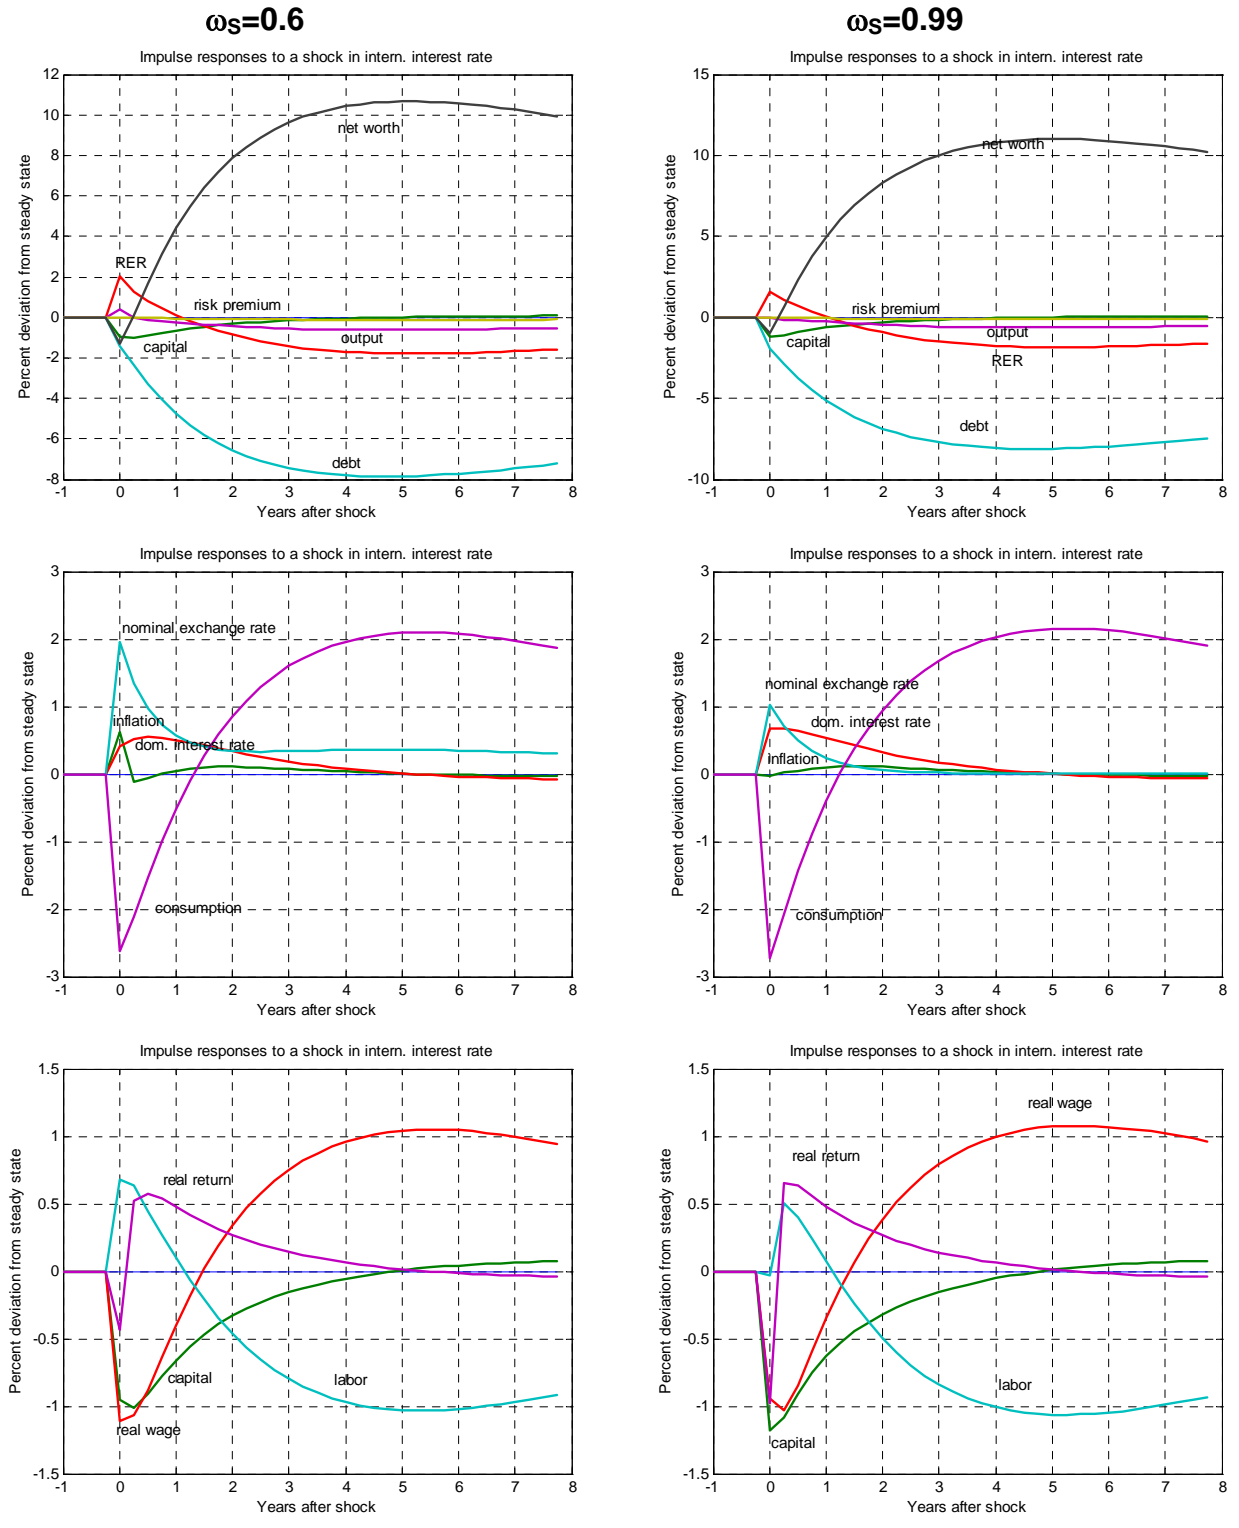 ωS=0.6
ωS=0.99
Impulse responses to a shock in intern. interest rate
Percent deviation from steady state
12
10
8
6
4
2
0
-2
-4
-6
-8
net worth
RER
risk premium
capital
output
debt
-1 0 1 2 3 4 5 6 7 8
Years after shock
Impulse responses to a shock in intern. interest rate
Percent deviation from steady state
15
10
5
0
-5
-10
net worth
risk premium
capital
output
RER
debt
-1 0 1 2 3 4 5 6 7 8
Years after shock
Impulse responses to a shock in intern. interest rate
Percent deviation from steady state
3
2
1
0
-1
-2
-3
nominal exchange rate
inflation
dom. interest rate
consumption
-1 0 1 2 3 4 5 6 7 8
Years after shock
Impulse responses to a shock in intern. interest rate
Percent deviation from steady state
3
2
1
0
-1
-2
-3
nominal exchange rate
dom. interest rate
inflation
consumption
-1 0 1 2 3 4 5 6 7 8
Years after shock
Impulse responses to a shock in intern. interest rate
Percent deviation from steady state
1.5
1
0.5
0
-0.5
-1
-1.5
real return
capital
labor
real wage
-1 0 1 2 3 4 5 6 7 8
Years after shock
Impulse responses to a shock in intern. interest rate
Percent deviation from steady state
1.5
1
0.5
0
-0.5
-1
-1.5
real wage
real return
labor
capital
-1 0 1 2 3 4 5 6 7 8
Years after shock